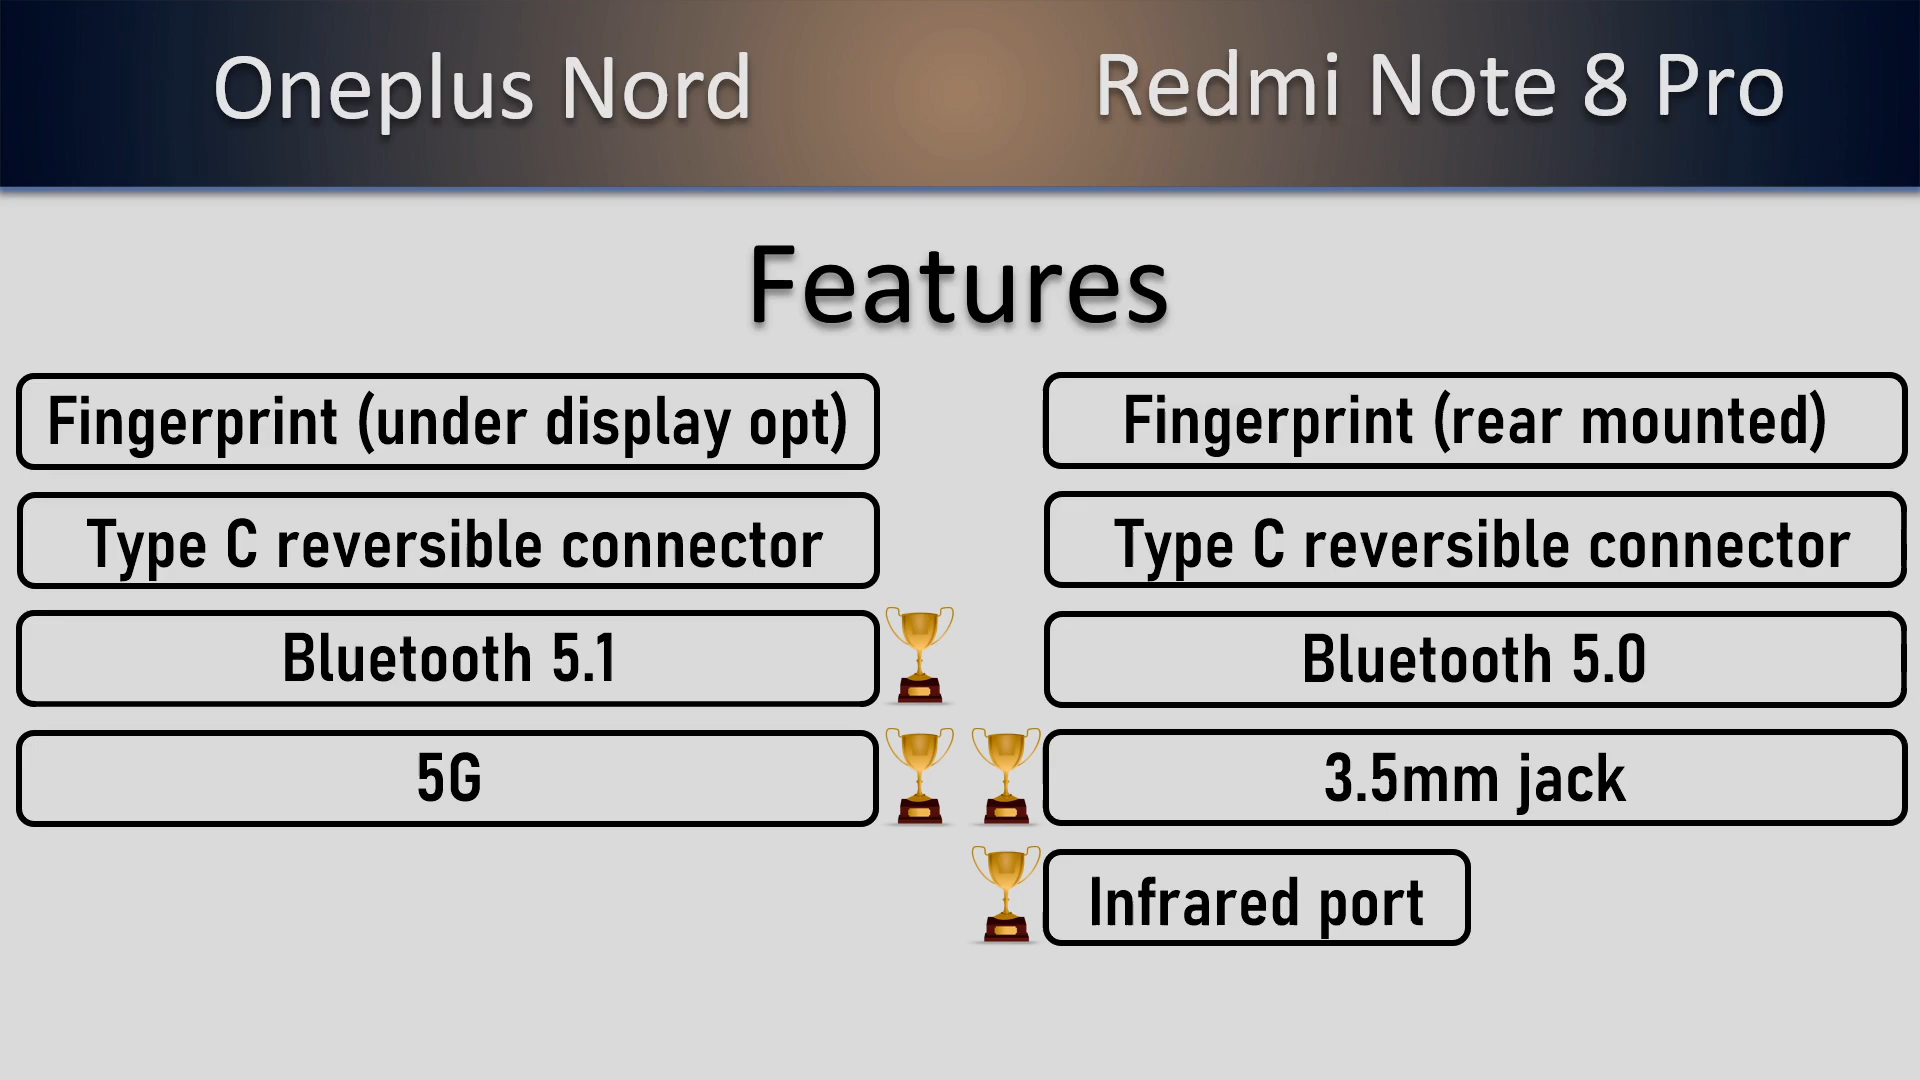 Oneplus Nord
Redmi Note 8 Pro
Features
Fingerprint (under display opt)
Fingerprint (rear mounted)
Type C reversible connector
Type C reversible connector
Bluetooth 5.1
Bluetooth 5.0
5G
3.5mm jack
Infrared port